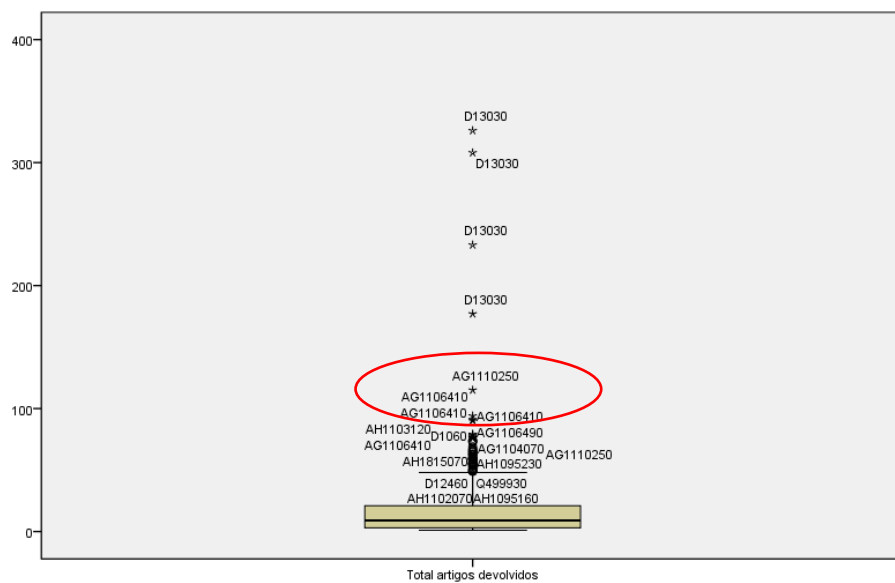 400
D13030
300
D13030
D13030
200
D13030
AG1110250
AG1106410
100
AG1106410 AG1106410
AH1103120 D1060 AG1106490
AG1106410 AG1104070 AG1110250
AH1815070 AH1095230
D12460 Q499930
AH1102070 AH1095160
0
Total artigos devolvidos